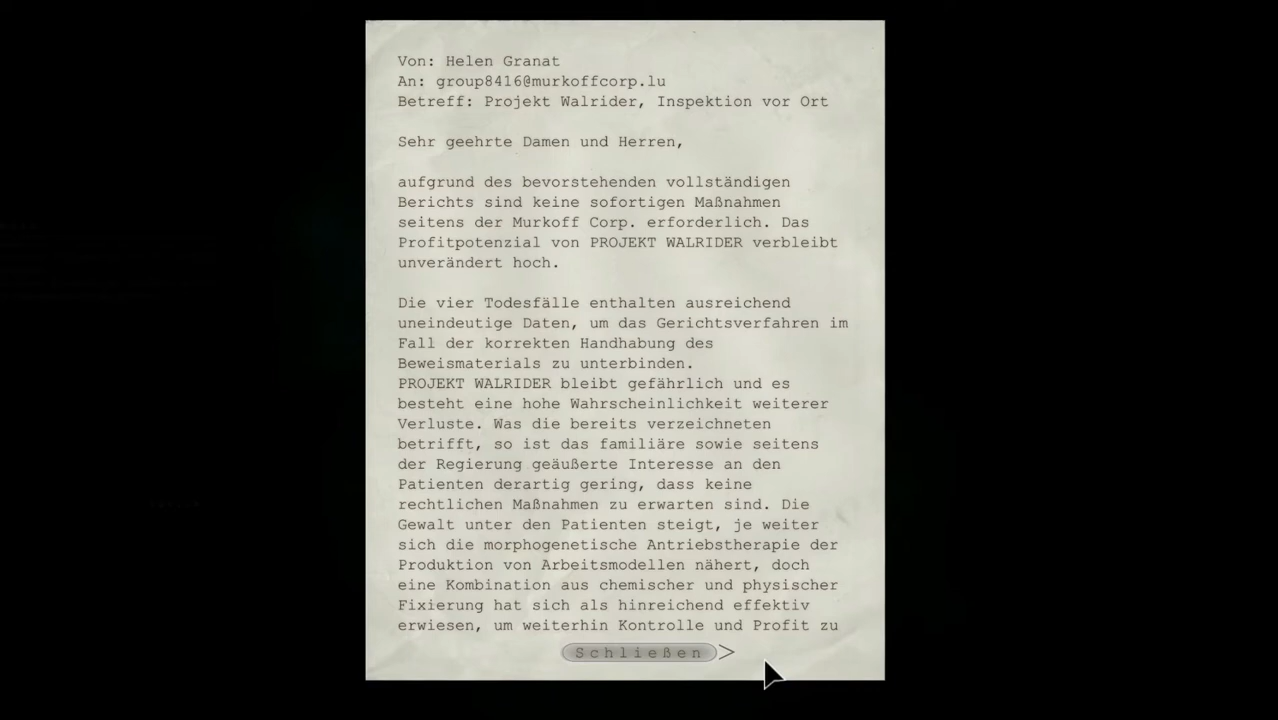 Von: Helen Granat
An: group8416@murkoffcorp.lu
Betreff: Projekt Walrider, Inspektion vor Ort
Sehr geehrte Damen und Herren,
aufgrund des bevorstehenden vollständigen
Berichts sind keine sofortigen Maßnahmen
seitens der Murkoff Corp. erforderlich. Das
Profitpotenzial von PROJEKT WALRIDER verbleibt
unverändert hoch.
Die vier Todesfälle enthalten ausreichend
uneindeutige Daten, um das Gerichtsverfahren im
Fall der korrekten Handhabung des
Beweismaterials zu unterbinden.
PROJEKT WALRIDER bleibt gefährlich und es
besteht eine hohe Wahrscheinlichkeit weiterer
Verluste. Was die bereits verzeichneten
betrifft, so ist das familiäre sowie seitens
der Regierung geäußerte Interesse an den
Patienten derartig gering, dass keine
rechtlichen Maßnahmen zu erwarten sind. Die
Gewalt unter den Patienten steigt, je weiter
sich die morphogenetische Antriebstherapie der
Produktion von Arbeitsmodellen nähert, doch
eine Kombination aus chemischer und physischer
Fixierung hat sich als hinreichend effektiv
erwiesen, um weiterhin Kontrolle und Profit zu
Schließen >